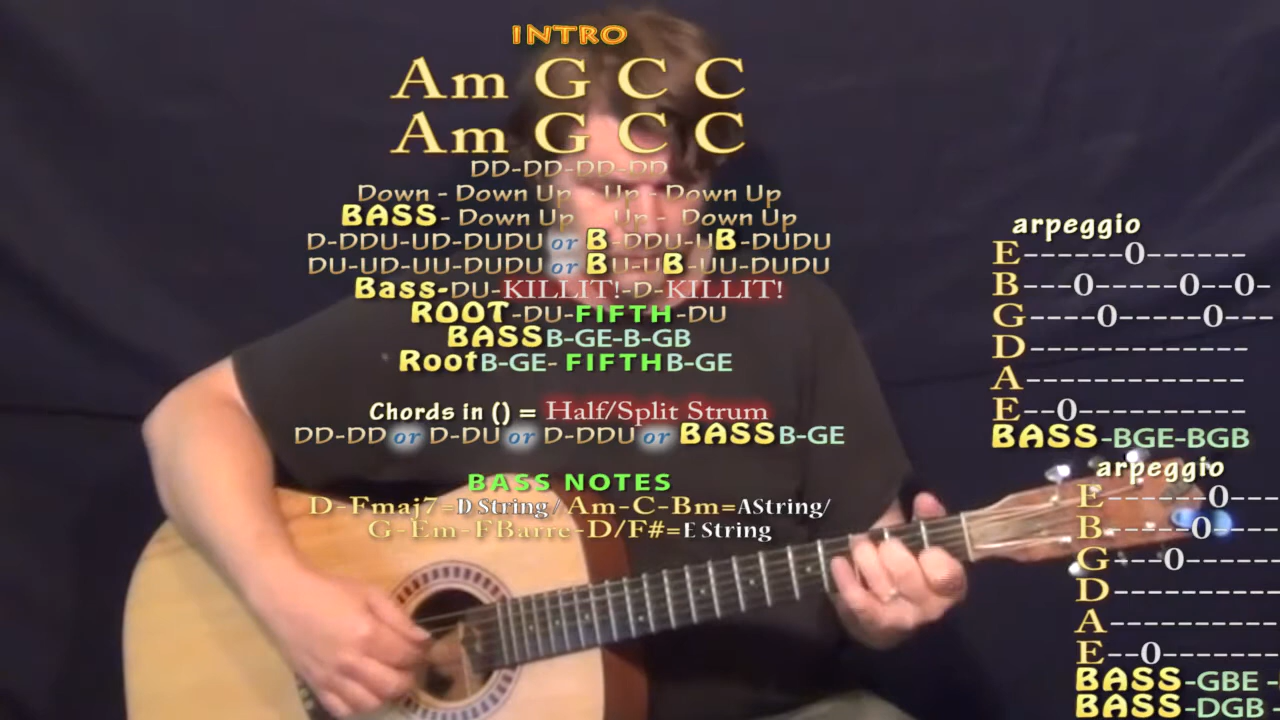 INTRO
Am G C C
Am G C C
DD-DD-DD-DD
Down - Down Up Up - Down Up
BASS - Down Up Up - Down Up
D-DDU-UD-DUDU or B-DDU-UB-DUDU
DU-UD-UU-DUDU or BU-UB-UU-DUDU
Bass-DU-KILLIT!-D-KILLIT!
ROOT-DU-FIFTH-DU
BASS B-GE-B-GB
Root B-GE- FIFTH B-GE
Chords in () = Half/Split Strum
DD-DD or D-DU or D-DDU or BASS B-GE
BASS NOTES
D-Fmaj7=D String/Am-C-Bm=AString/
G-Em-FBarre-D/F#=E String
arpeggio
E------0------
B---0-----0--0-
G----0-----0---
D-------------
A-------------
E--0----------
BASS-BGE-BGB
arpeggio
E------0---
B-----0---
G---0-----
D---------
A---------
E--0------
BASS-GBE -
BASS-DGB -